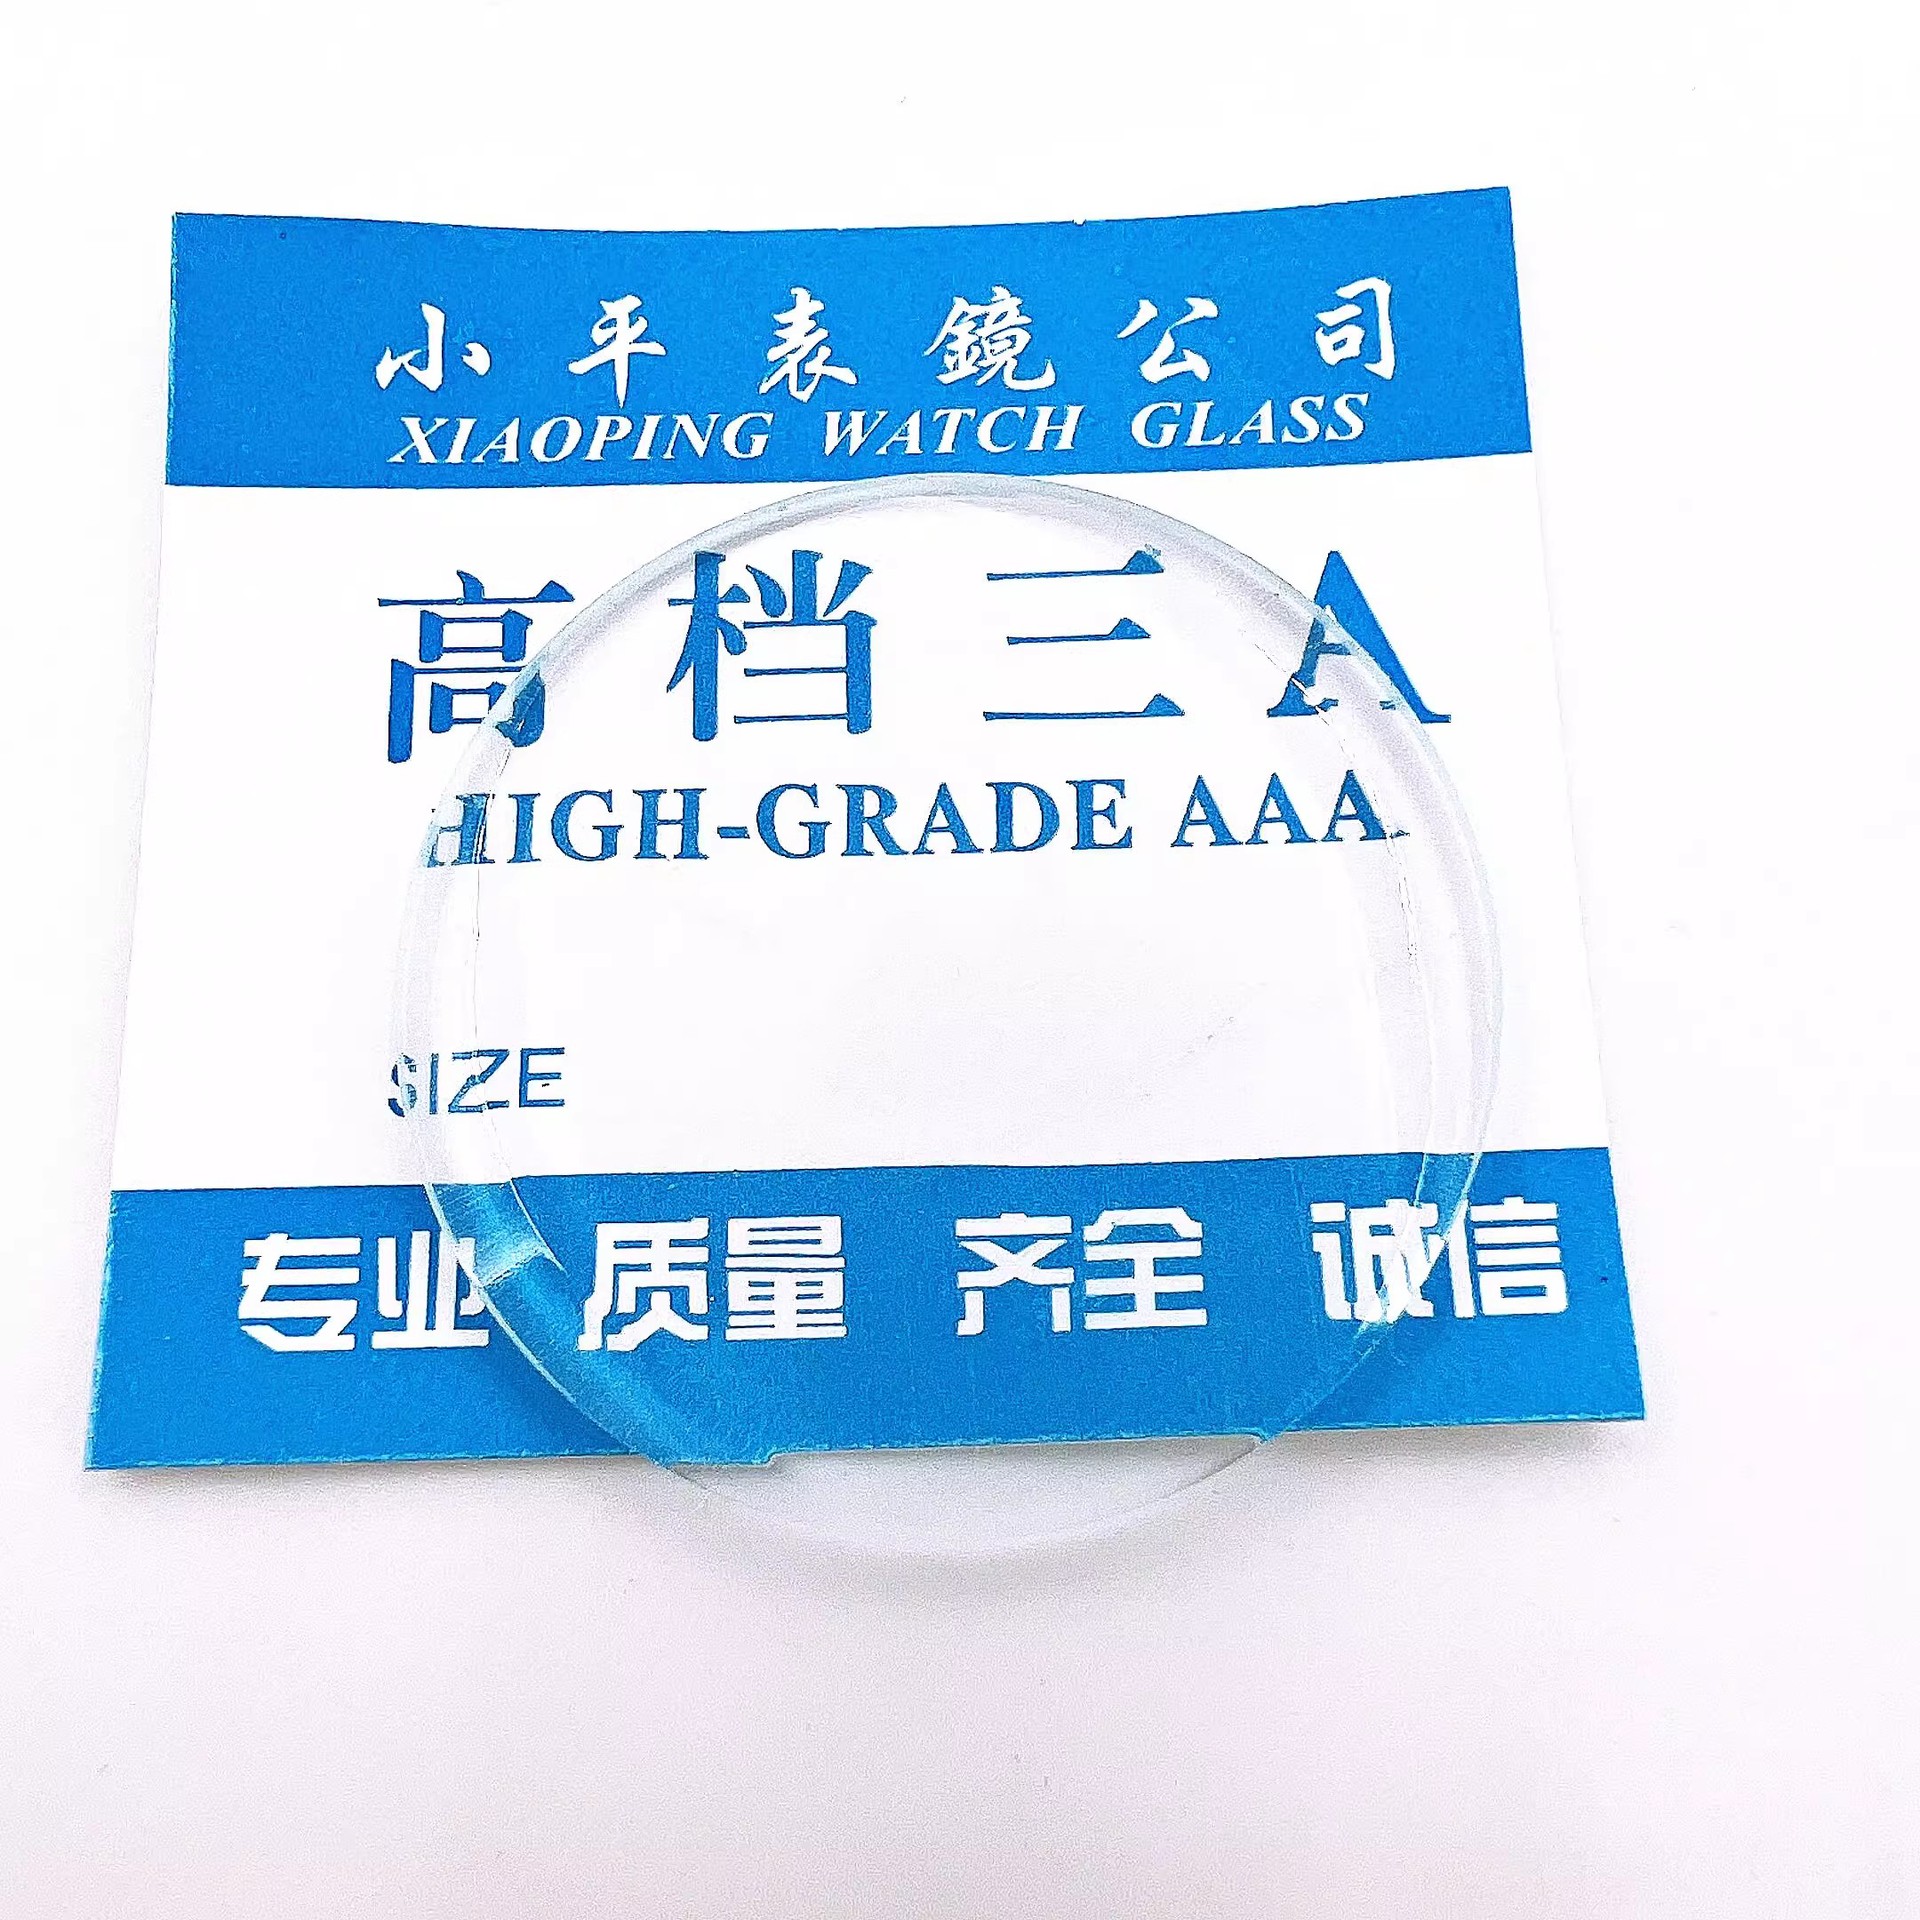 小平表鏡公司
XIAOPING WATCH GLASS
高档三A
HIGH-GRADE AAA
SIZE
专业 质量 齐全 诚信